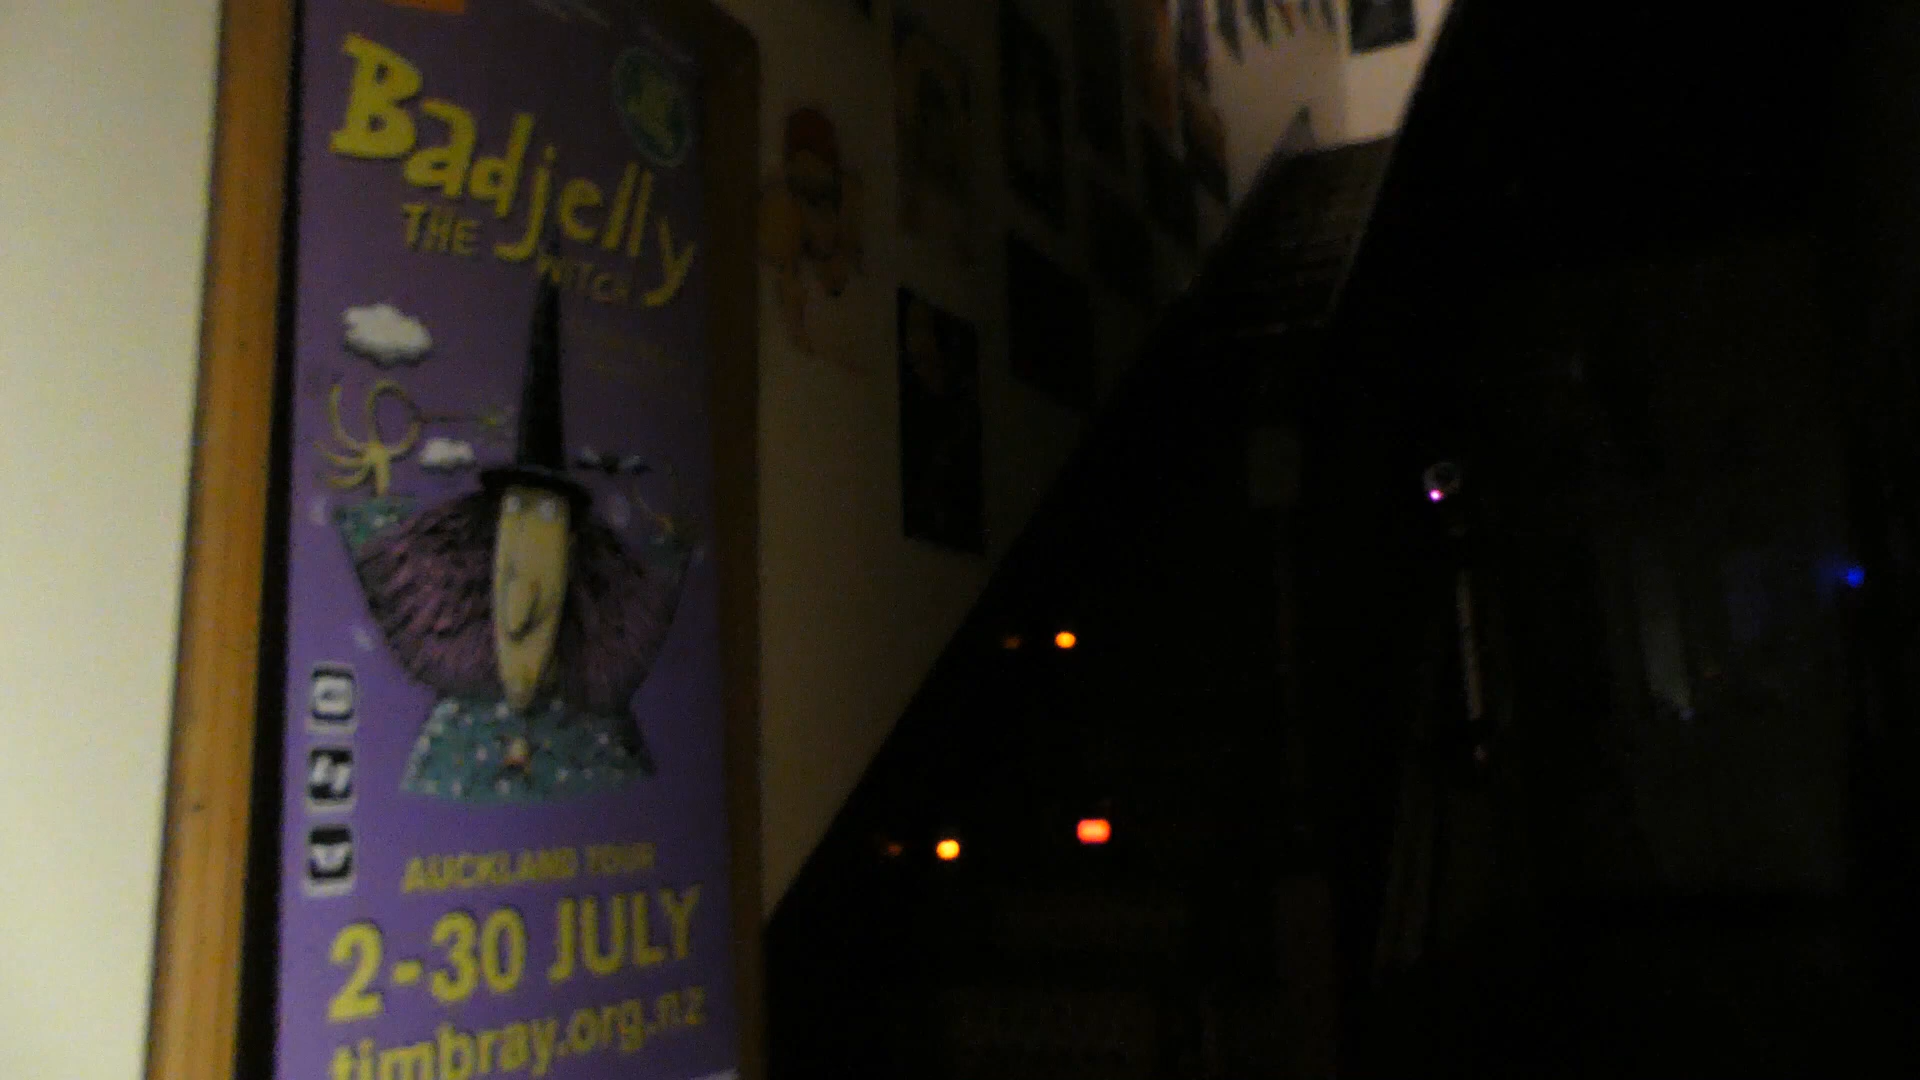 Badjelly
THE WITCH
AUCKLAND TOUR
2-30 JULY
timbray.org.nz